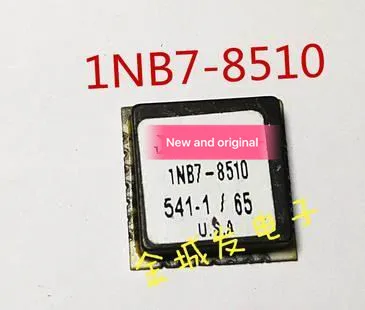 1NB7-8510
New and original
1NB7-8510
541-1 / 65
U.S.A
金城发电子